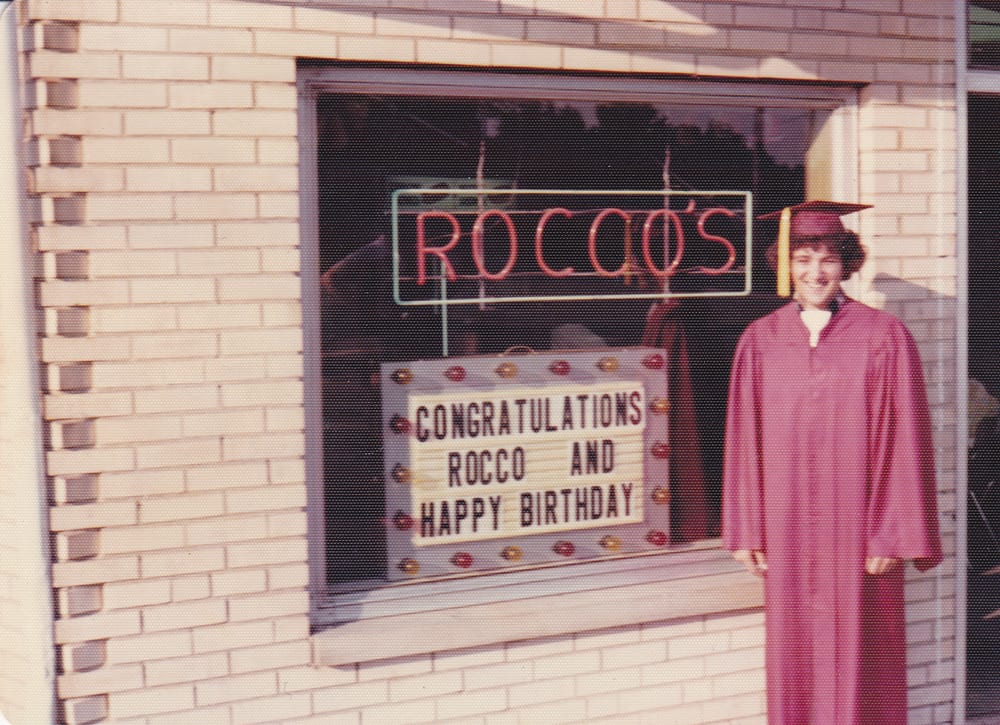 ROCCO'S
CONGRATULATIONS
ROCCO AND
HAPPY BIRTHDAY